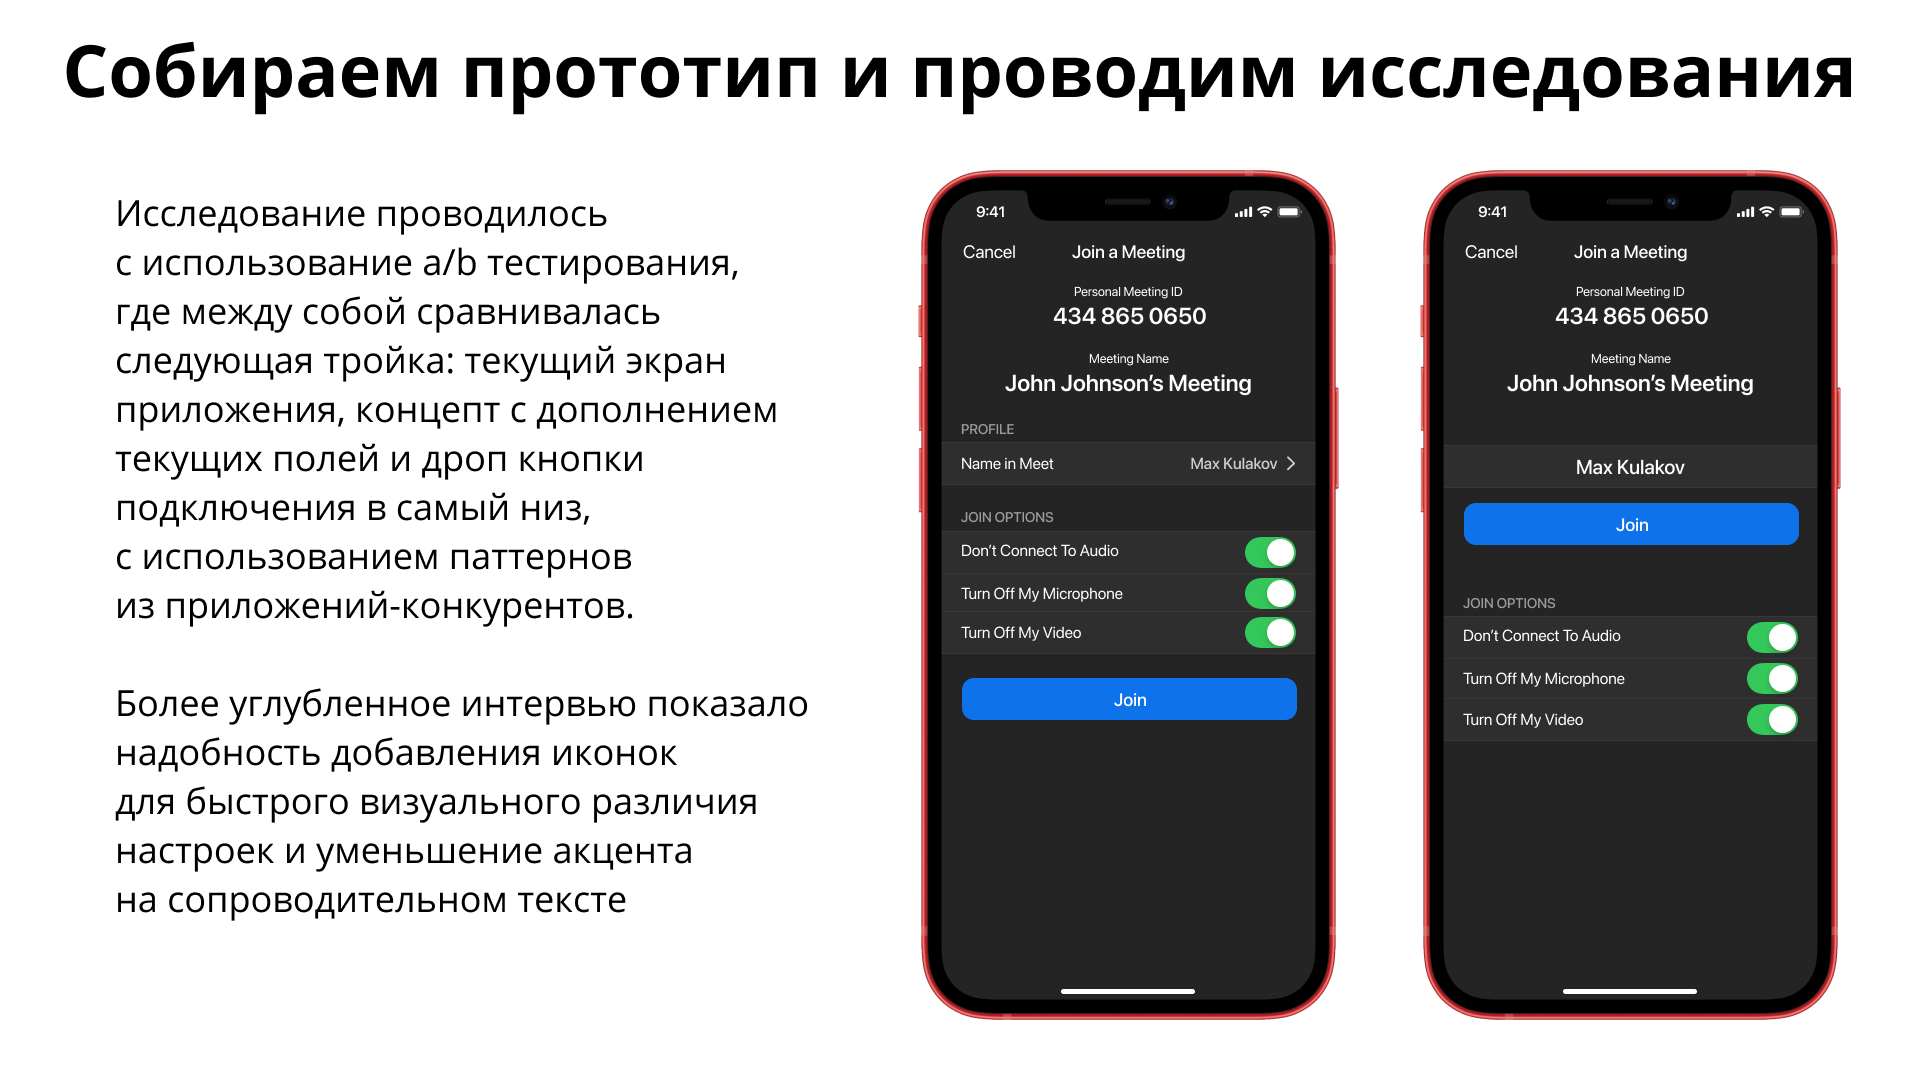 Собираем прототип и проводим исследования
Исследование проводилось
с использование a/b тестирования,
где между собой сравнивалась
следующая тройка: текущий экран
приложения, концепт с дополнением
текущих полей и дроп кнопки
подключения в самый низ,
с использованием паттернов
из приложений-конкурентов.
Более углубленное интервью показало
надобность добавления иконок
для быстрого визуального различия
настроек и уменьшение акцента
на сопроводительном тексте
9:41
Cancel
Join a Meeting
Personal Meeting ID
434 865 0650
Meeting Name
John Johnson’s Meeting
PROFILE
Name in Meet Max Kulakov
JOIN OPTIONS
Don’t Connect To Audio
Turn Off My Microphone
Turn Off My Video
Join
9:41
Cancel
Join a Meeting
Personal Meeting ID
434 865 0650
Meeting Name
John Johnson’s Meeting
Max Kulakov
Join
JOIN OPTIONS
Don’t Connect To Audio
Turn Off My Microphone
Turn Off My Video